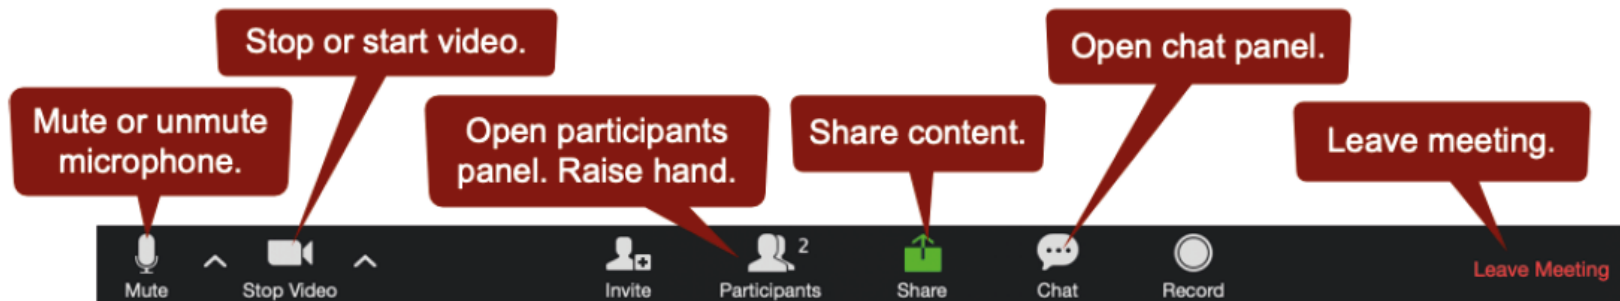 Stop or start video.
Open chat panel.
Mute or unmute
microphone.
Open participants
panel. Raise hand.
Share content.
Leave meeting.
Mute
Stop Video
Invite
Participants
2
Share
Chat
Record
Leave Meeting